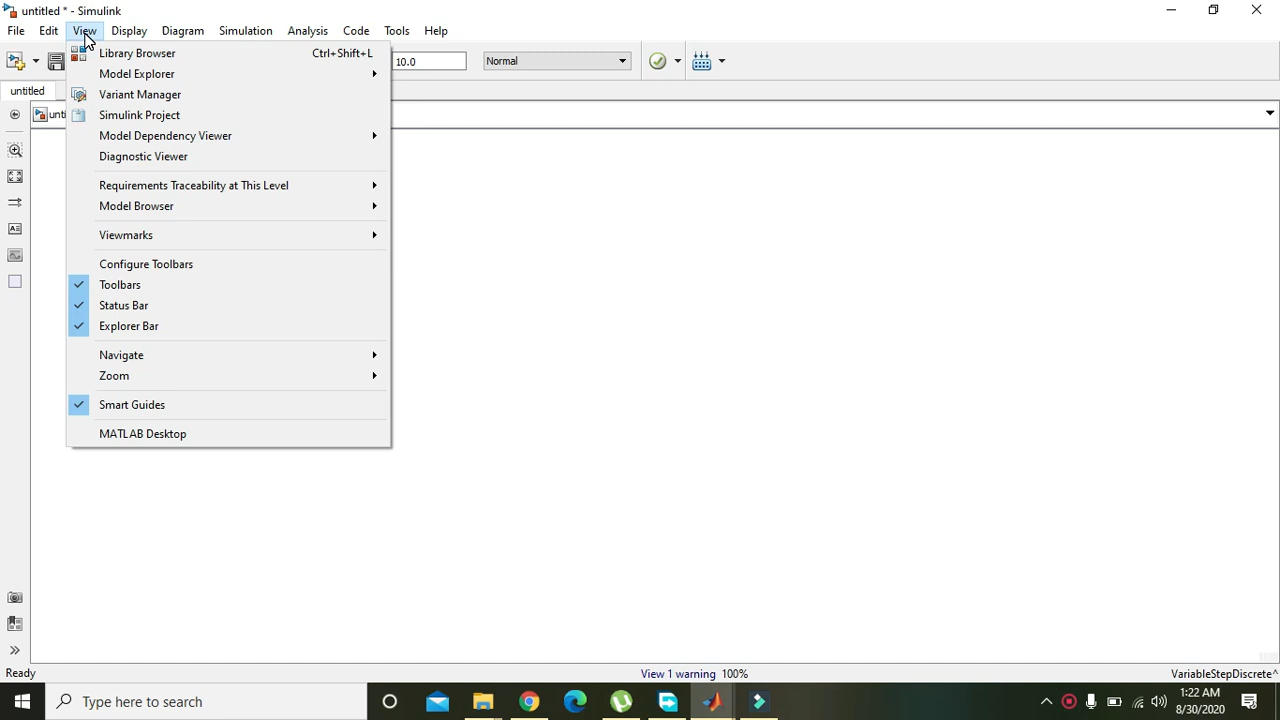 untitled * - Simulink
File Edit View Display Diagram Simulation Analysis Code Tools Help
10.0 Normal
untitled
unti
Library Browser Ctrl+Shift+L
Model Explorer
Variant Manager
Simulink Project
Model Dependency Viewer
Diagnostic Viewer
Requirements Traceability at This Level
Model Browser
Viewmarks
Configure Toolbars
Toolbars
Status Bar
Explorer Bar
Navigate
Zoom
Smart Guides
MATLAB Desktop
Ready View 1 warning 100% VariableStepDiscrete
Type here to search
1:22 AM
8/30/2020